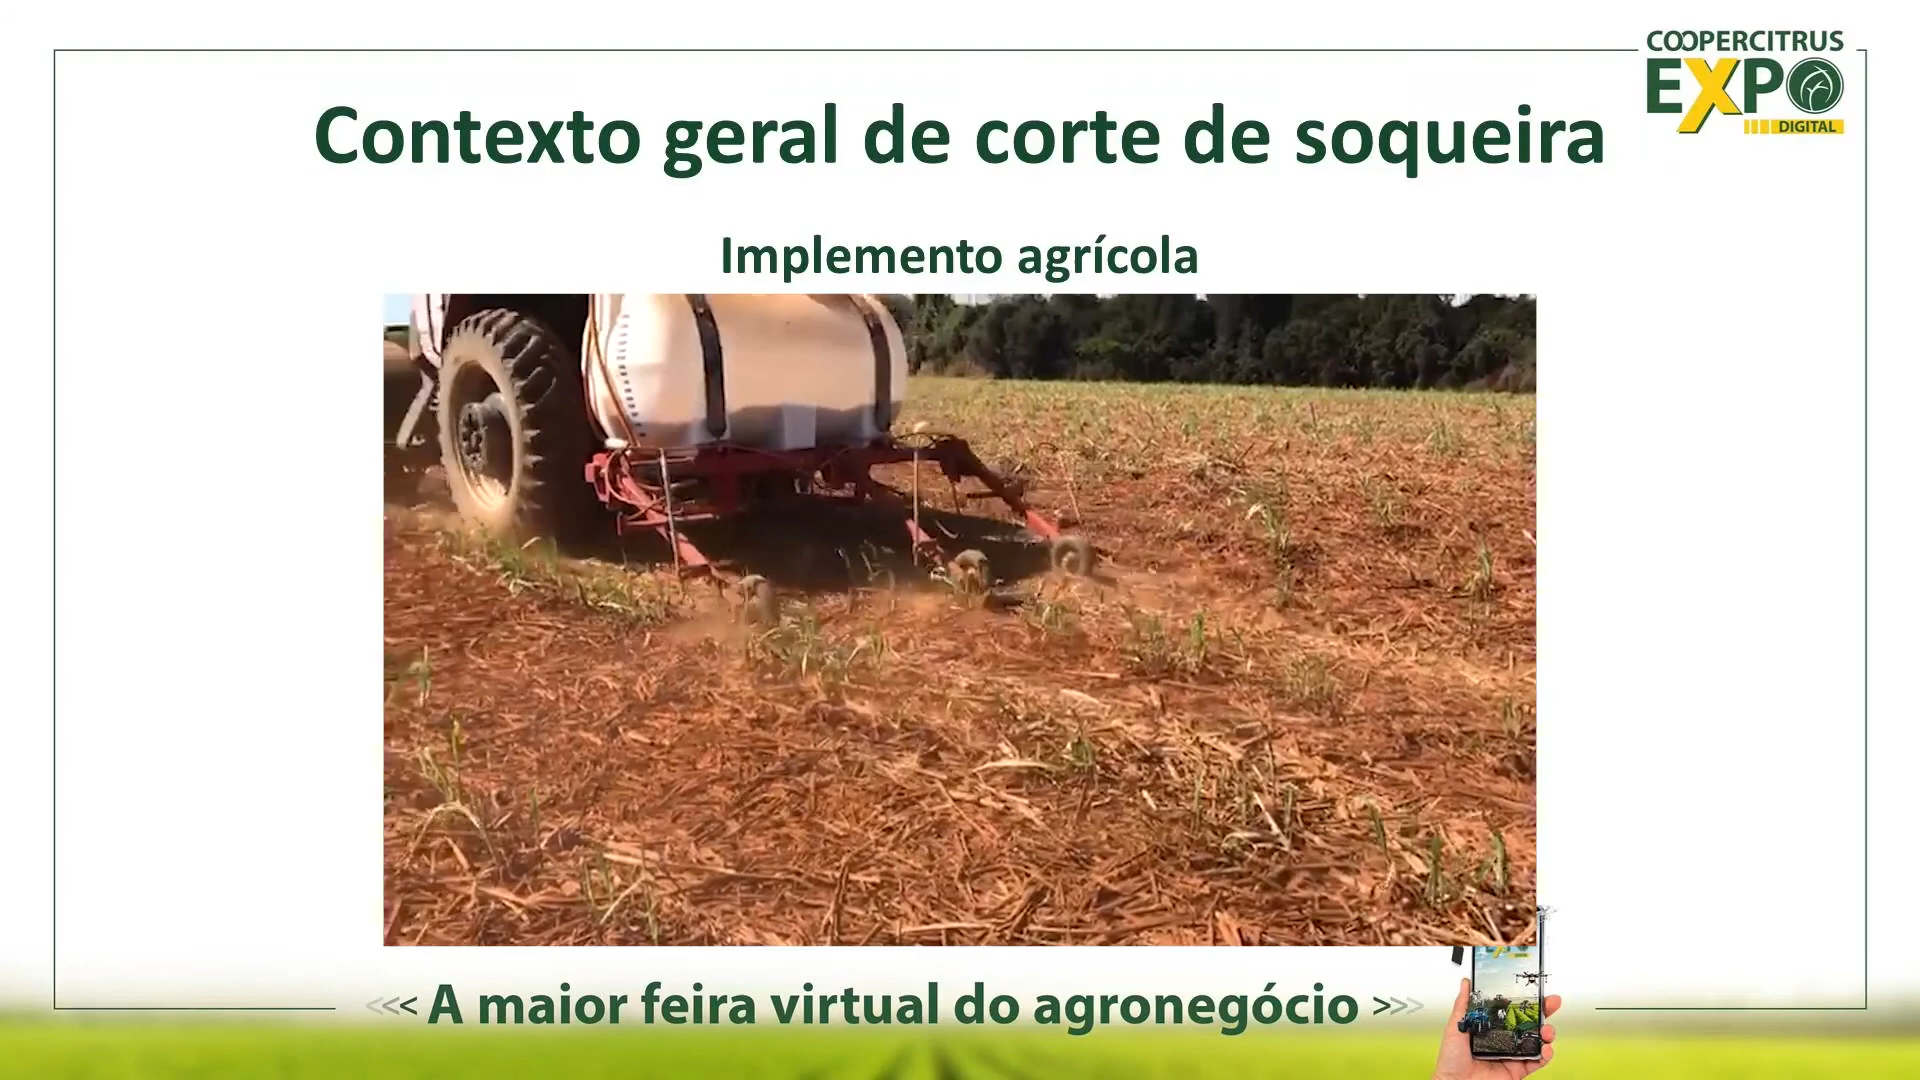 COOPERCITRUS
EXPO
DIGITAL
Contexto geral de corte de soqueira
Implemento agrícola
<<< A maior feira virtual do agronegócio >>>